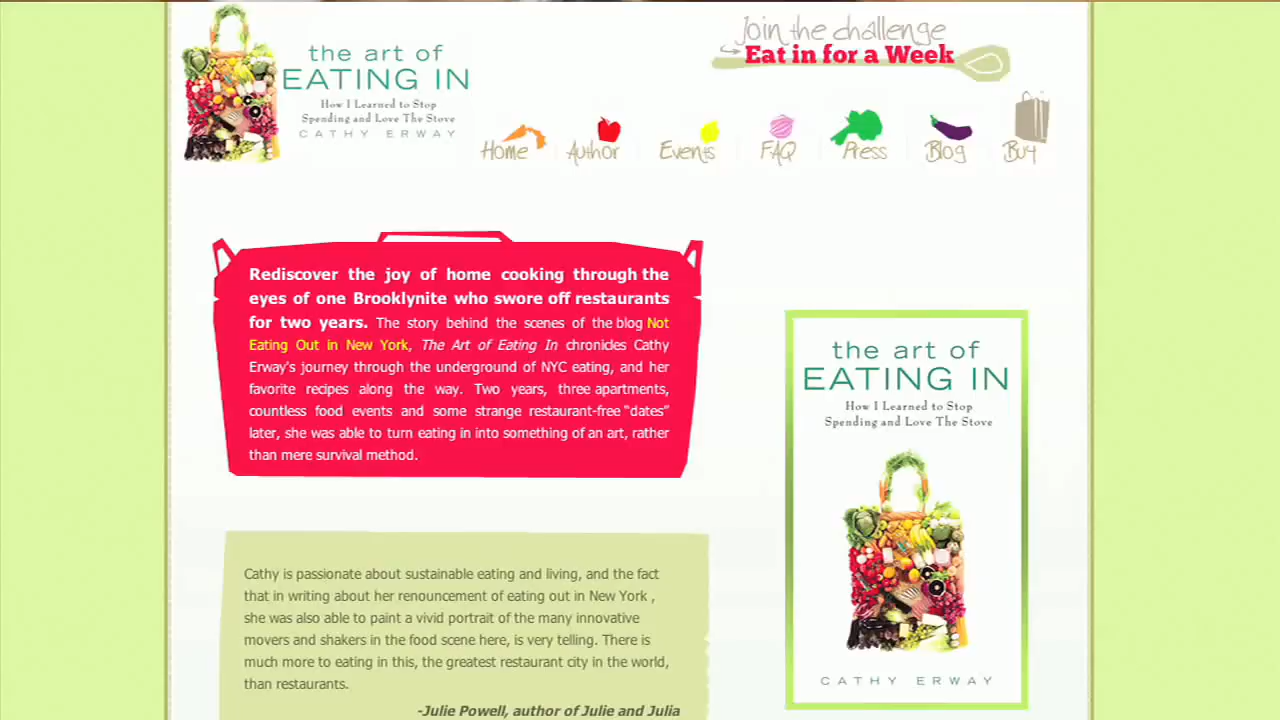 the art of
EATING IN
How I Learned to Stop
Spending and Love The Stove
CATHY ERWAY
Join the challenge
Eat in for a Week
Home Author Events FAQ Press Blog Buy
Rediscover the joy of home cooking through the
eyes of one Brooklynite who swore off restaurants
for two years. The story behind the scenes of the blog Not
Eating Out in New York, The Art of Eating In chronicles Cathy
Erway's journey through the underground of NYC eating, and her
favorite recipes along the way. Two years, three apartments,
countless food events and some strange restaurant-free “dates”
later, she was able to turn eating in into something of an art, rather
than mere survival method.
the art of
EATING IN
How I Learned to Stop
Spending and Love The Stove
CATHY ERWAY
Cathy is passionate about sustainable eating and living, and the fact
that in writing about her renouncement of eating out in New York ,
she was also able to paint a vivid portrait of the many innovative
movers and shakers in the food scene here, is very telling. There is
much more to eating in this, the greatest restaurant city in the world,
than restaurants.
-Julie Powell, author of Julie and Julia